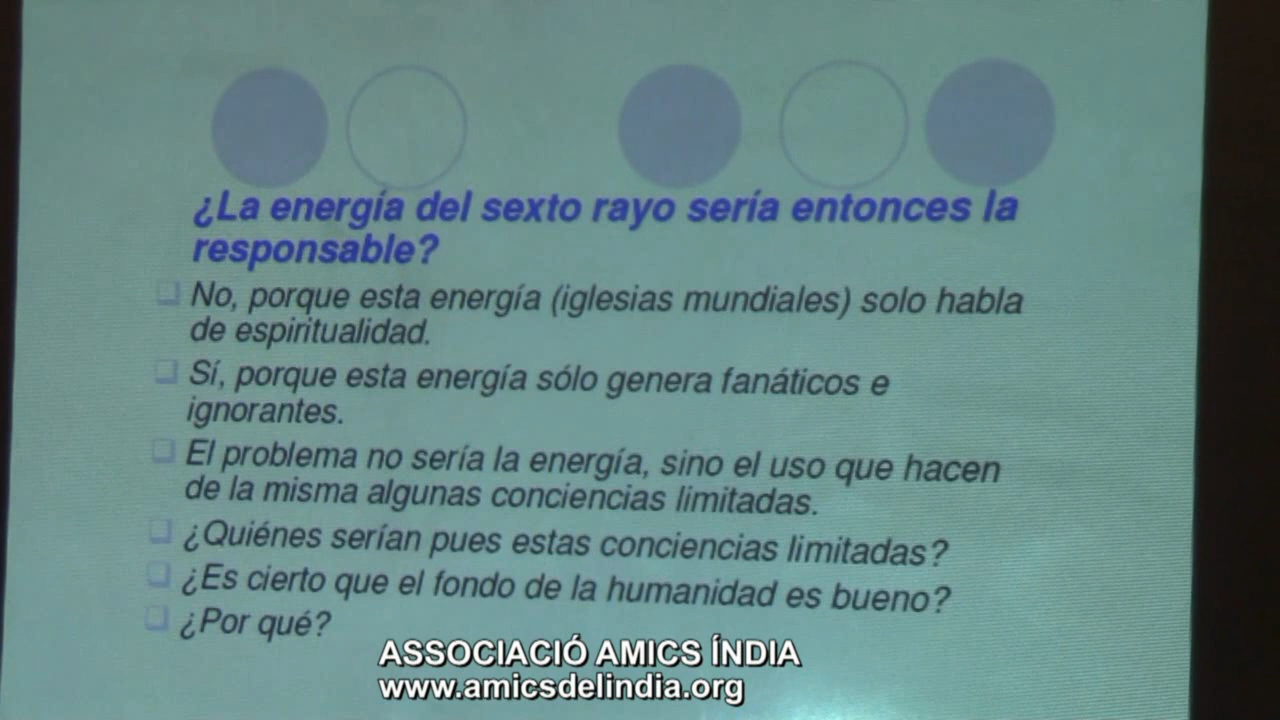 ¿La energía del sexto rayo sería entonces la
responsable?
No, porque esta energía (iglesias mundiales) solo habla
de espiritualidad.
Sí, porque esta energía sólo genera fanáticos e
ignorantes.
El problema no sería la energía, sino el uso que hacen
de la misma algunas conciencias limitadas.
¿Quiénes serían pues estas conciencias limitadas?
¿Es cierto que el fondo de la humanidad es bueno?
¿Por qué?
ASSOCIACIÓ AMICS ÍNDIA
www.amicsdelindia.org